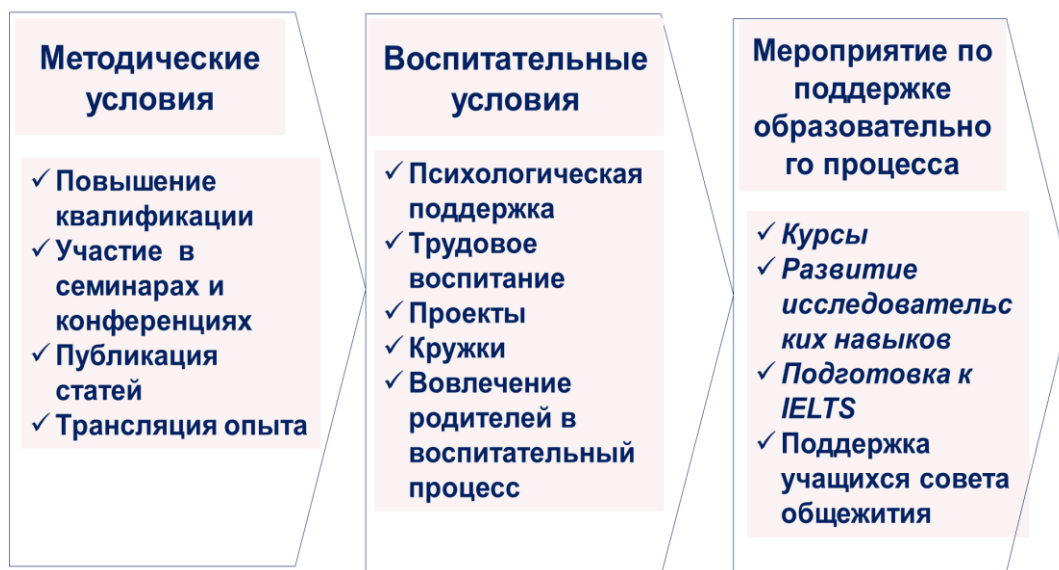 Методические
условия
✓ Повышение
квалификации
✓ Участие в
семинарах и
конференциях
✓ Публикация
статей
✓ Трансляция опыта
Воспитательные
условия
✓ Психологическая
поддержка
✓ Трудовое
воспитание
✓ Проекты
✓ Кружки
✓ Вовлечение
родителей в
воспитательный
процесс
Мероприятие по
поддержке
образовательно
го процесса
✓ Курсы
✓ Развитие
исследовательс
ких навыков
✓ Подготовка к
IELTS
✓ Поддержка
учащихся совета
общежития